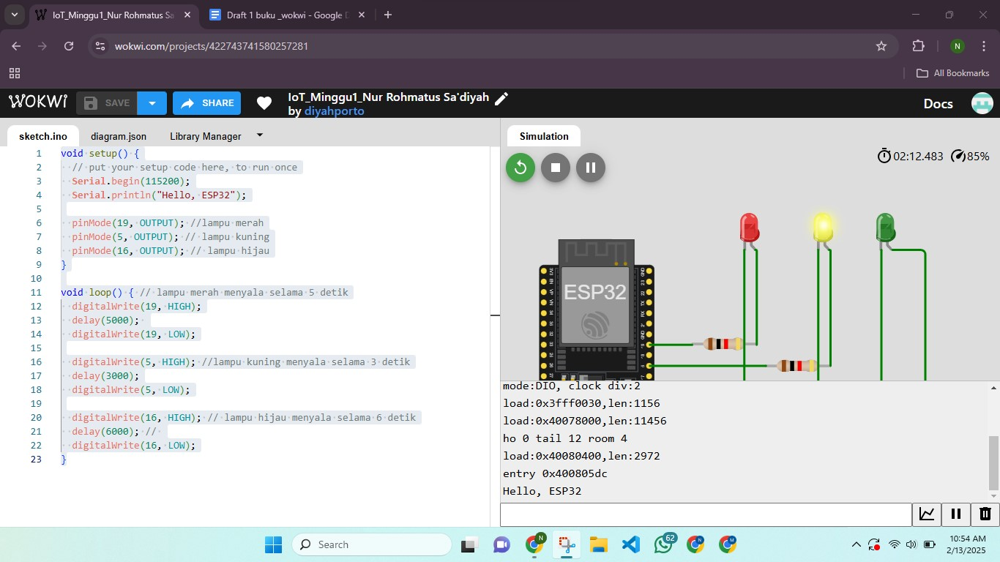 IoT_Minggu1_Nur Rohmatus Sa
Draft 1 buku _wokwi - Google D
wokwi.com/projects/422743741580257281
N
All Bookmarks
WOKWI
SAVE
SHARE
IoT_Minggu1_Nur Rohmatus Sa'diyah
by diyahporto
Docs
sketch.ino
diagram.json
Library Manager
Simulation
1 void setup() {
2 // put your setup code here, to run once
3 Serial.begin(115200);
4 Serial.println("Hello, ESP32");
5
6 pinMode(19, OUTPUT); //lampu merah
7 pinMode(5, OUTPUT); // lampu kuning
8 pinMode(16, OUTPUT); // lampu hijau
9 }
10
11 void loop() { // lampu merah menyala selama 5 detik
12 digitalWrite(19, HIGH);
13 delay(5000);
14 digitalWrite(19, LOW);
15
16 digitalWrite(5, HIGH); //lampu kuning menyala selama 3 detik
17 delay(3000);
18 digitalWrite(5, LOW);
19
20 digitalWrite(16, HIGH); // lampu hijau menyala selama 6 detik
21 delay(6000); //
22 digitalWrite(16, LOW);
23 }
02:12.483
85%
ESP32
mode:DIO, clock div:2
load:0x3fff0030,len:1156
load:0x40078000,len:11456
ho 0 tail 12 room 4
load:0x40080400,len:2972
entry 0x400805dc
Hello, ESP32
Search
62
10:54 AM
2/13/2025